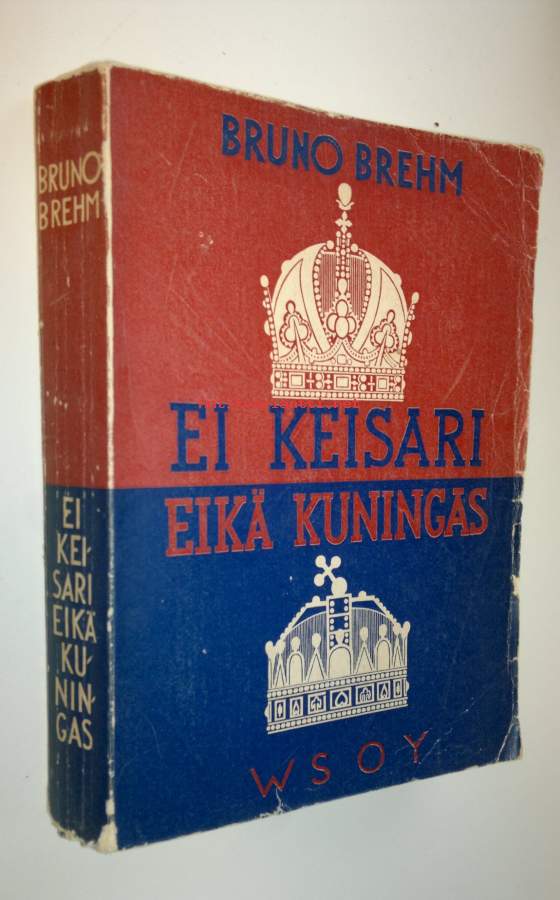 BRUNO
BREHM
EI
KEI-
SARI
EIKÄ
KU-
NIN-
GAS
BRUNO BREHM
EI KEISARI
EIKÄ KUNINGAS
WSOY